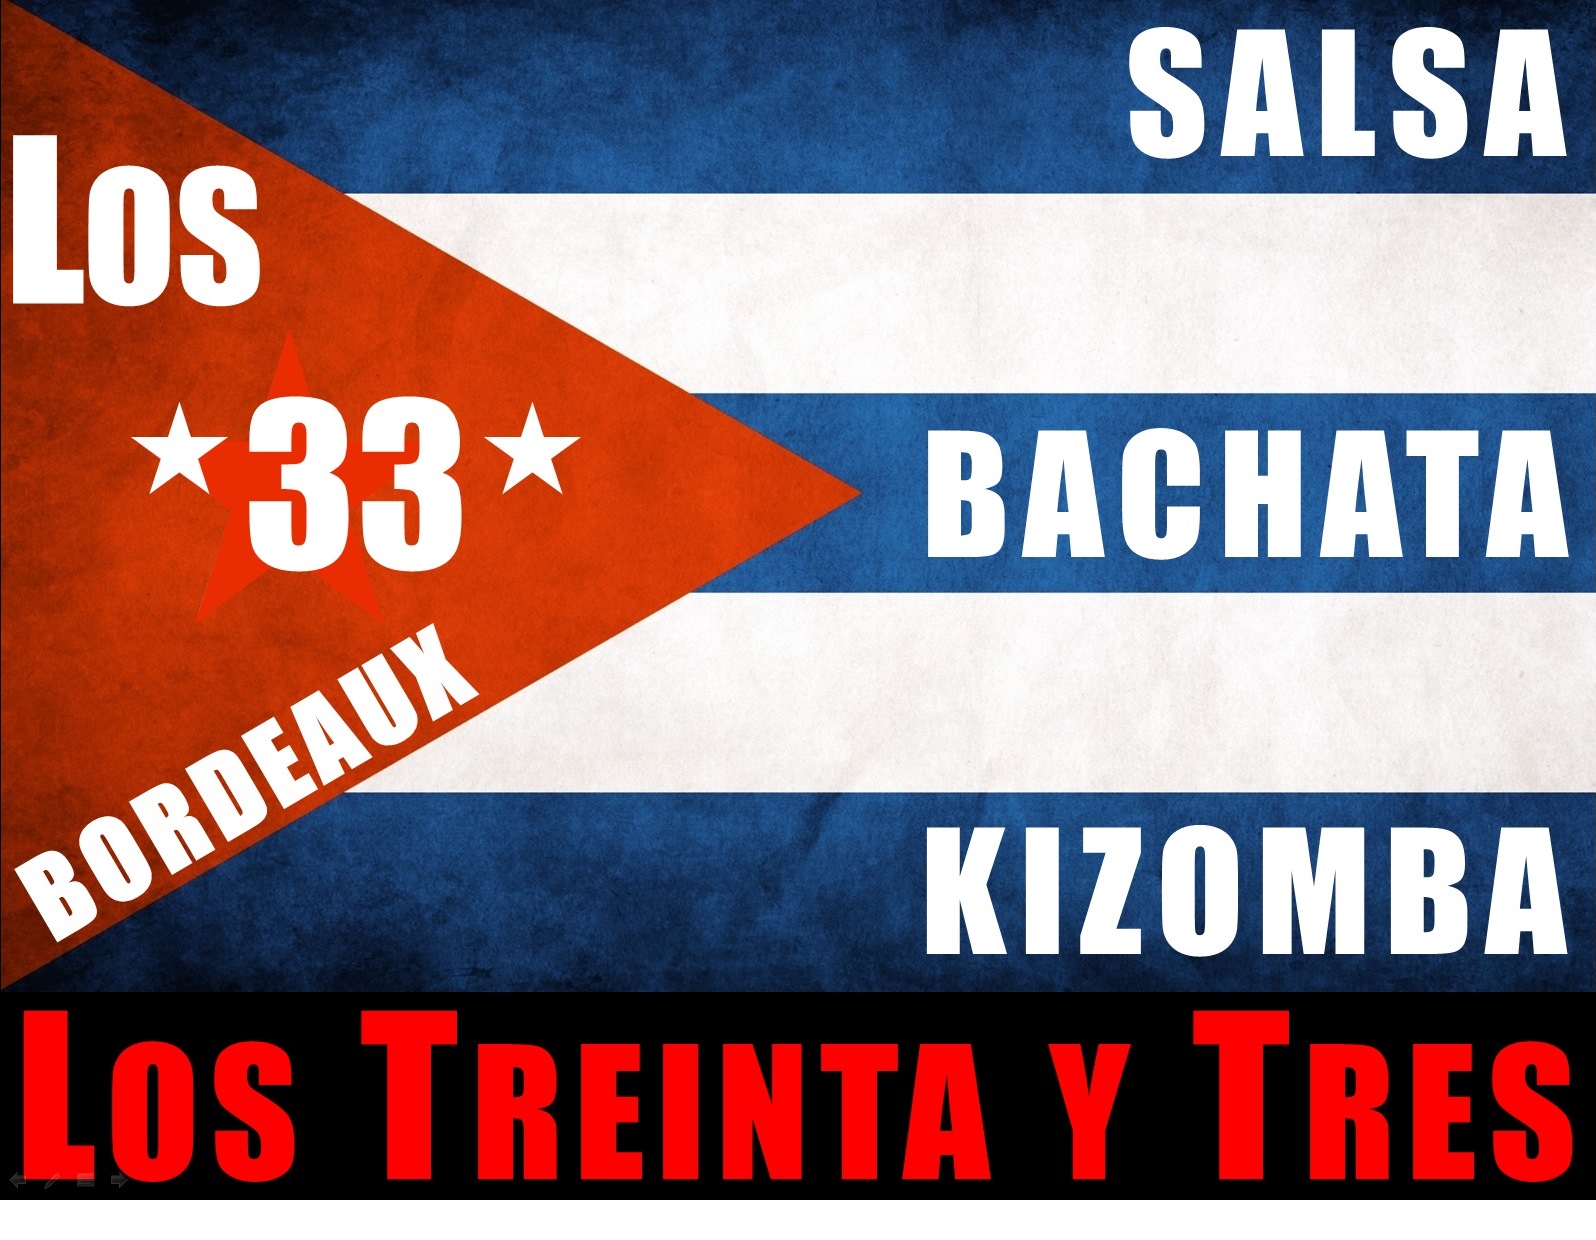 Los
33
BORDEAUX
SALSA
BACHATA
KIZOMBA
LOS TREINTA Y TRES